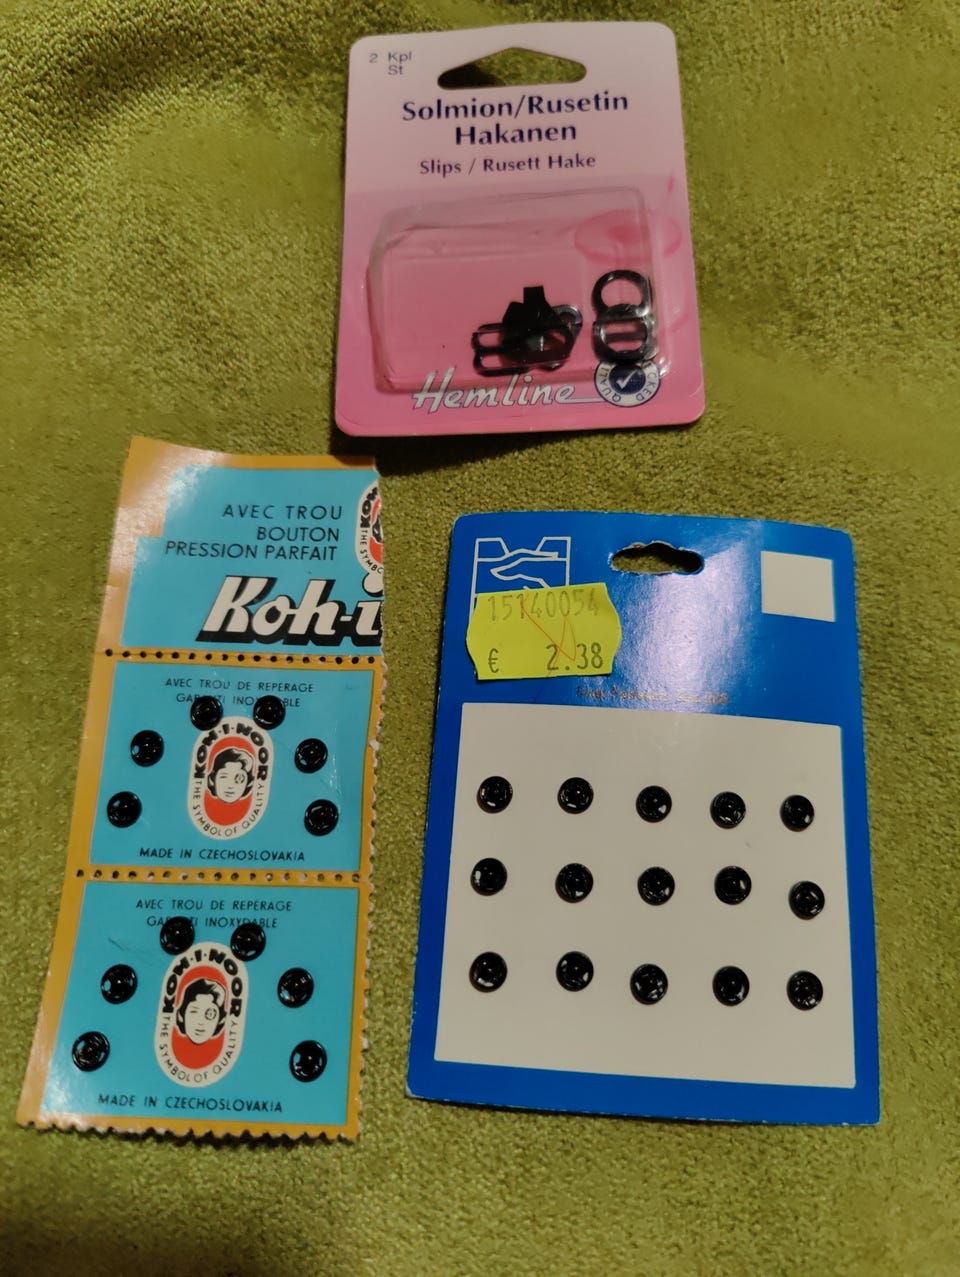 2 Kpl
St
Solmion/Rusetin
Hakanen
Slips / Rusett Hake
Hemline
AVEC TROU
BOUTON
PRESSION PARFAIT
Koh-i
AVEC TROU DE REPERAGE
KOH-I-NOOR
THE SYMBOL OF QUALITY
MADE IN CZECHOSLOVAKIA
AVEC TROU DE REPERAGE
INOXYDABLE
KOH-I-NOOR
THE SYMBOL OF QUALITY
MADE IN CZECHOSLOVAKIA
15140054
€ 2.38